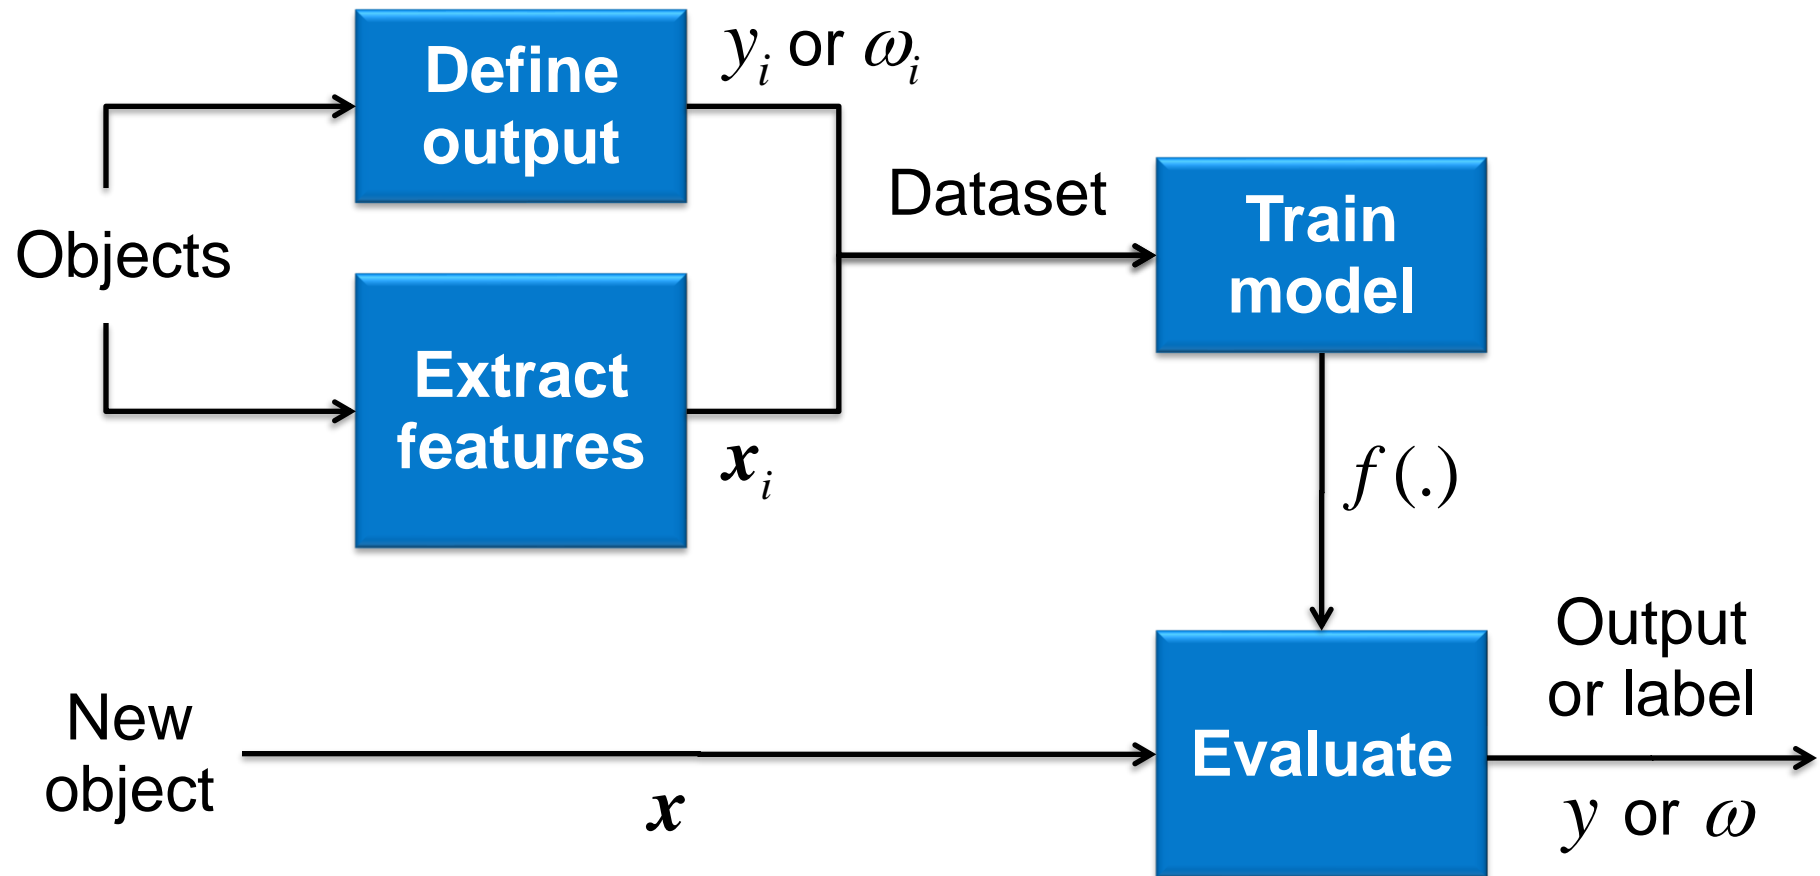 Define
output
y_i or ω_i
Objects
Dataset
Train
model
Extract
features
x_i
f(.)
New
object
x
Evaluate
Output
or label
y or ω